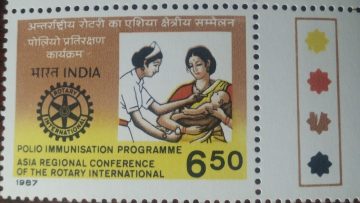 अन्तर्राष्ट्रीय रोटरी का एशिया क्षेत्रीय सम्मेलन
पोलियो प्रतिरक्षण
कार्यक्रम
भारत INDIA
ROTARY
INTERNATIONAL
POLIO IMMUNISATION PROGRAMME
ASIA REGIONAL CONFERENCE
OF THE ROTARY INTERNATIONAL
650
1987